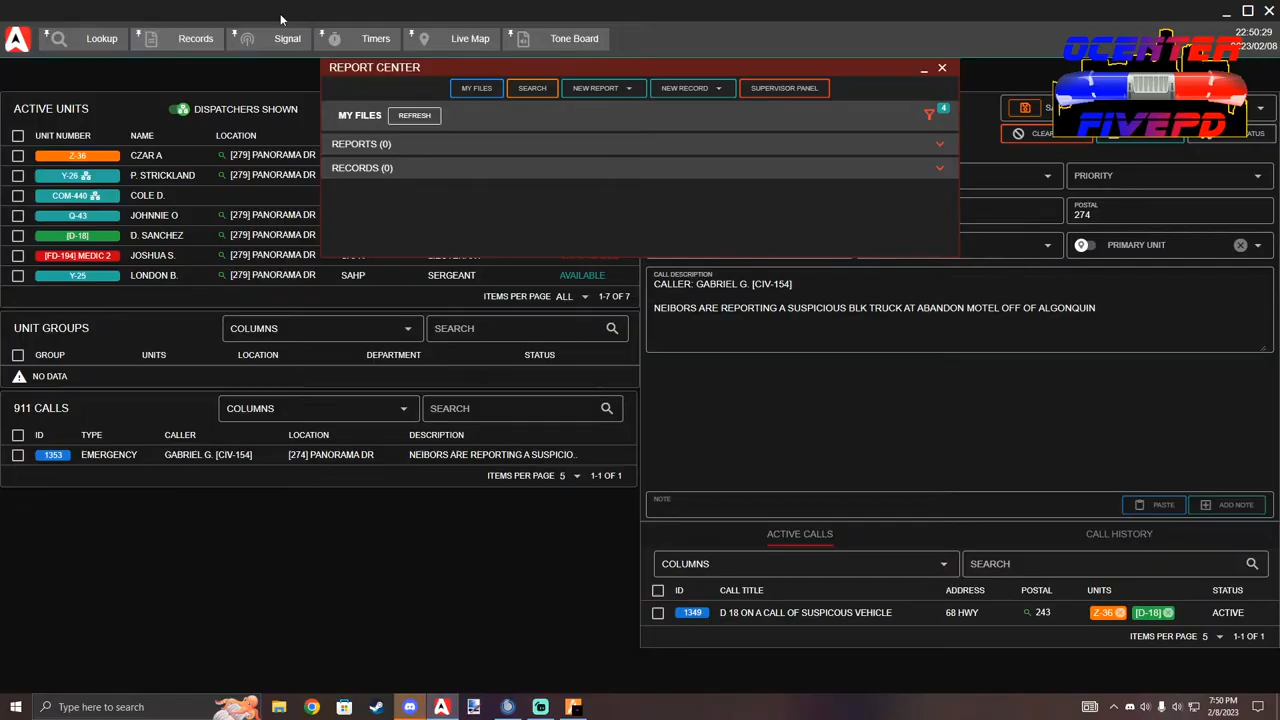 Lookup Records Signal Timers Live Map Tone Board
22:50:29
2023/02/08
OCENTER
FIVEPD
REPORT CENTER
MY FILES SEARCH NEW REPORT NEW RECORD SUPERVISOR PANEL
MY FILES REFRESH 4
REPORTS (0)
RECORDS (0)
ACTIVE UNITS DISPATCHERS SHOWN
UNIT NUMBER NAME LOCATION
Z-36 CZAR A [279] PANORAMA DR
Y-26 P. STRICKLAND [279] PANORAMA DR
COM-440 COLE D.
Q-43 JOHNNIE O [279] PANORAMA DR
[D-18] D. SANCHEZ [279] PANORAMA DR
[FD-194] MEDIC 2 JOSHUA S. [279] PANORAMA DR
Y-25 LONDON B. [279] PANORAMA DR SAHP SERGEANT AVAILABLE
ITEMS PER PAGE ALL 1-7 OF 7
UNIT GROUPS COLUMNS SEARCH
GROUP UNITS LOCATION DEPARTMENT STATUS
NO DATA
911 CALLS COLUMNS SEARCH
ID TYPE CALLER LOCATION DESCRIPTION
1353 EMERGENCY GABRIEL G. [CIV-154] [274] PANORAMA DR NEIBORS ARE REPORTING A SUSPICIO..
ITEMS PER PAGE 5 1-1 OF 1
CLEAR STATUS
PRIORITY
POSTAL
274
PRIMARY UNIT
CALL DESCRIPTION
CALLER: GABRIEL G. [CIV-154]
NEIBORS ARE REPORTING A SUSPICIOUS BLK TRUCK AT ABANDON MOTEL OFF OF ALGONQUIN
NOTE
PASTE ADD NOTE
ACTIVE CALLS CALL HISTORY
COLUMNS SEARCH
ID CALL TITLE ADDRESS POSTAL UNITS STATUS
1349 D 18 ON A CALL OF SUSPICOUS VEHICLE 68 HWY 243 Z-36 [D-18] ACTIVE
ITEMS PER PAGE 5 1-1 OF 1
Type here to search
7:50 PM
2/8/2023